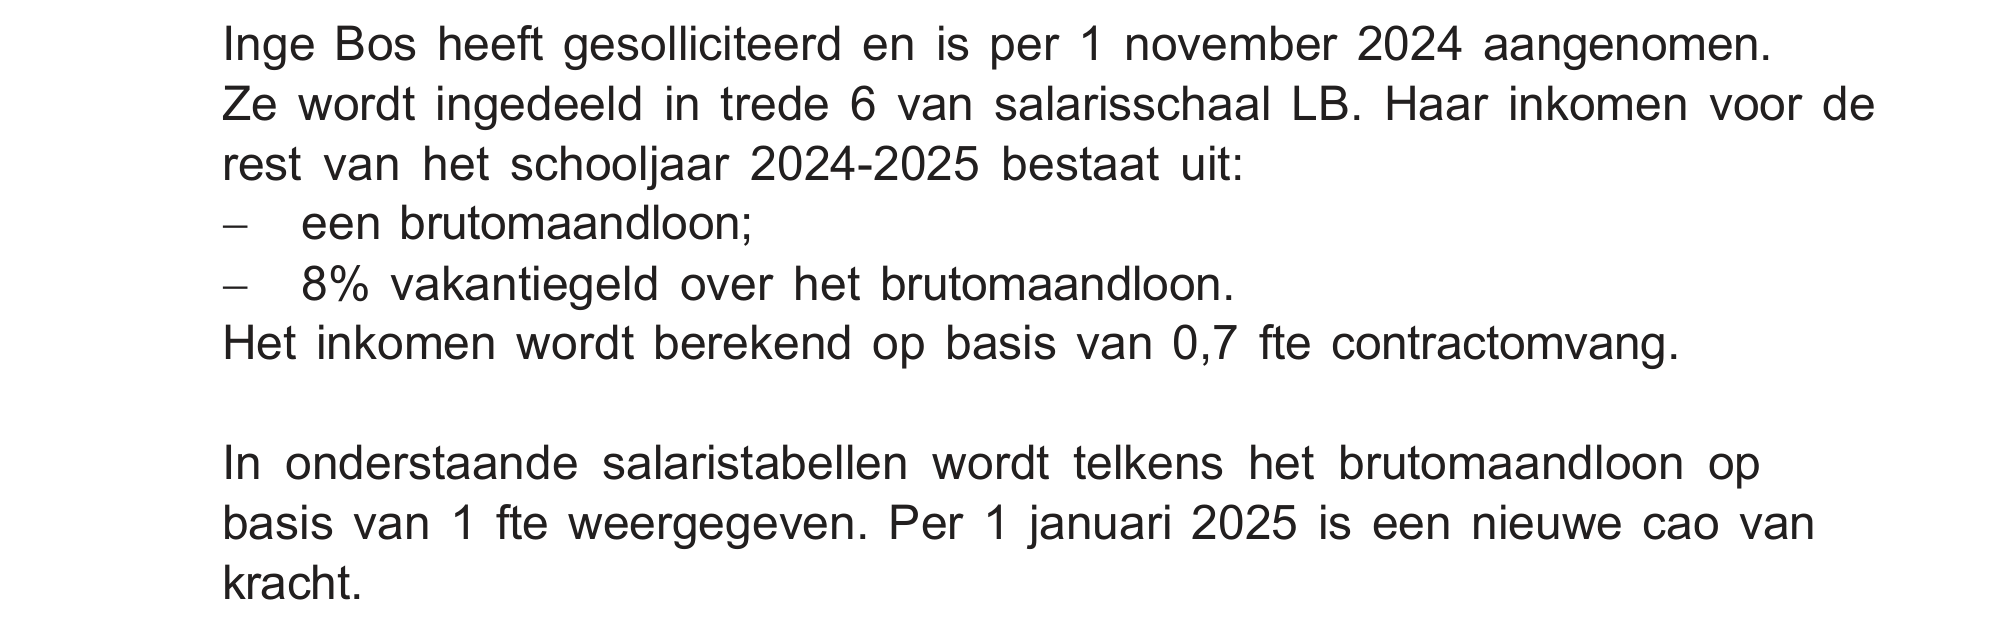 Inge Bos heeft gesolliciteerd en is per 1 november 2024 aangenomen.
Ze wordt ingedeeld in trede 6 van salarisschaal LB. Haar inkomen voor de
rest van het schooljaar 2024-2025 bestaat uit:
– een brutomaandloon;
– 8% vakantiegeld over het brutomaandloon.
Het inkomen wordt berekend op basis van 0,7 fte contractomvang.
In onderstaande salaristabellen wordt telkens het brutomaandloon op
basis van 1 fte weergegeven. Per 1 januari 2025 is een nieuwe cao van
kracht.